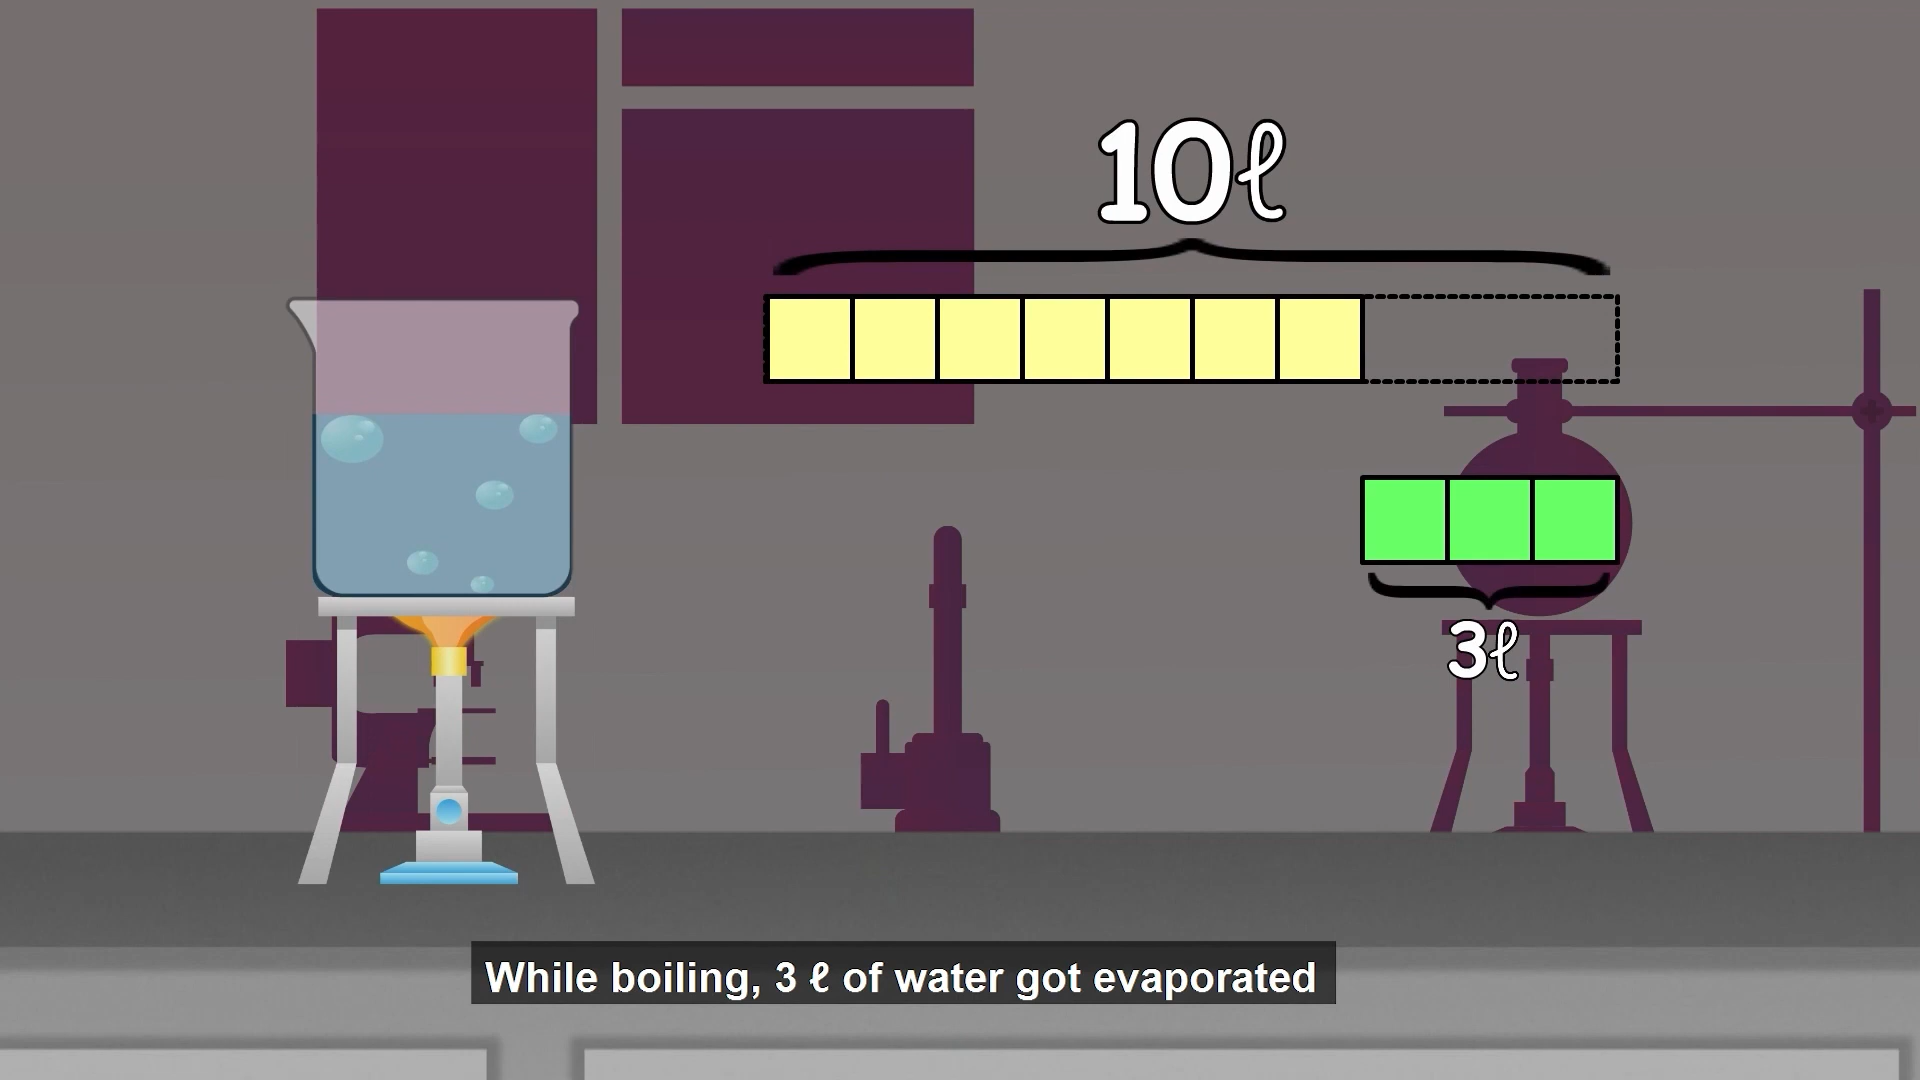 10ℓ
3ℓ
While boiling, 3 ℓ of water got evaporated